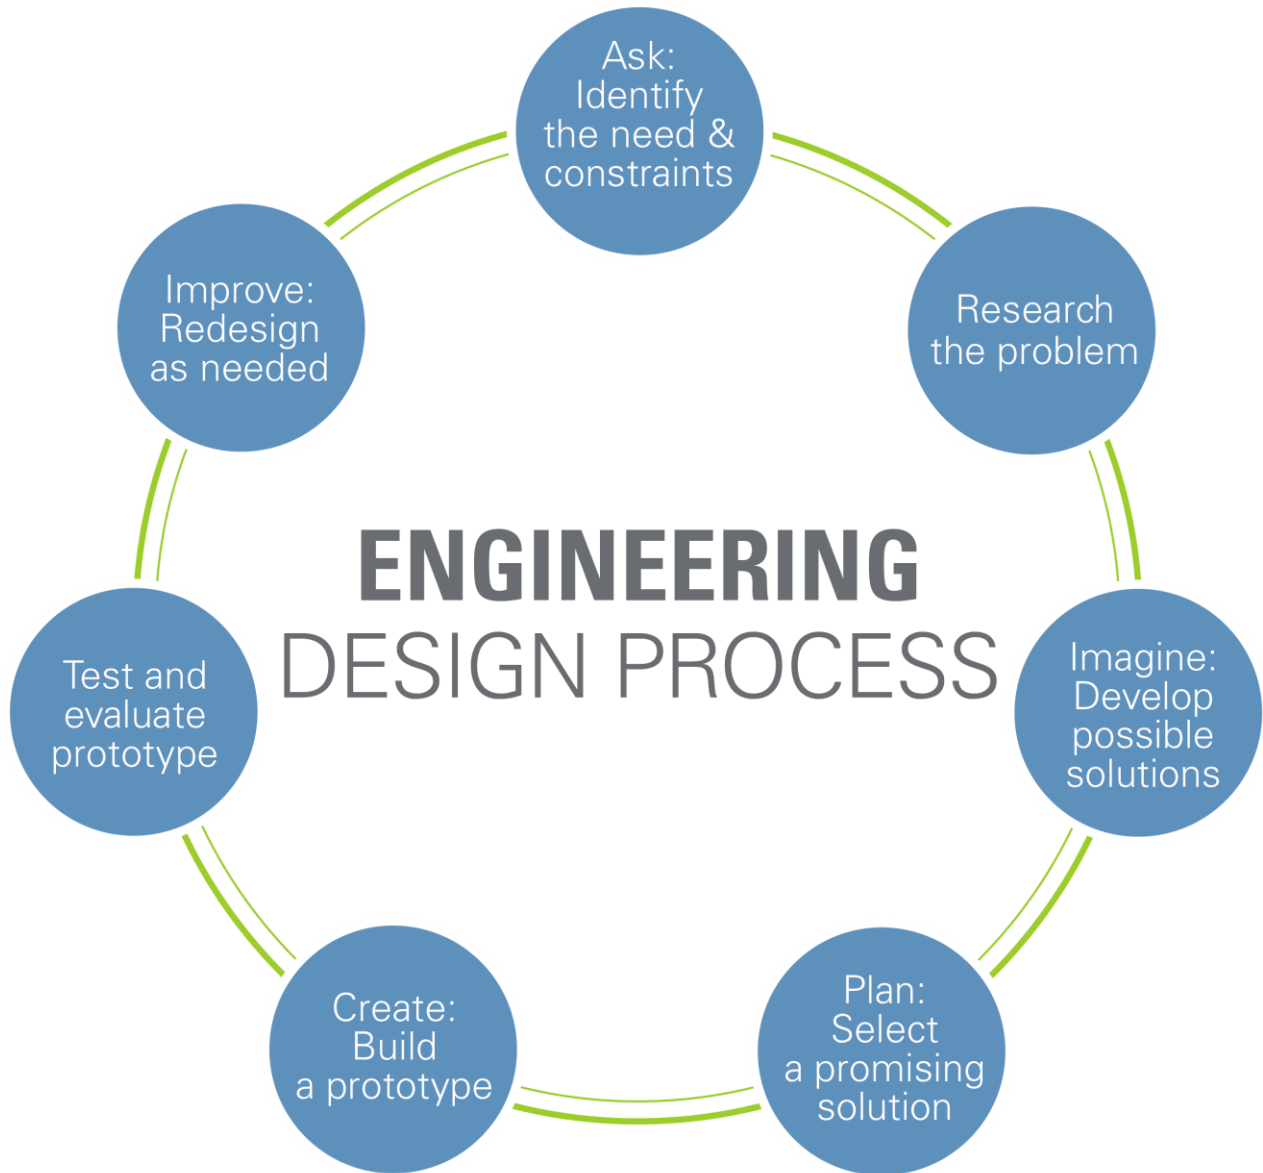 Ask:
Identify
the need &
constraints
Research
the problem
Imagine:
Develop
possible
solutions
Plan:
Select
a promising
solution
Create:
Build
a prototype
Test and
evaluate
prototype
Improve:
Redesign
as needed
ENGINEERING
DESIGN PROCESS